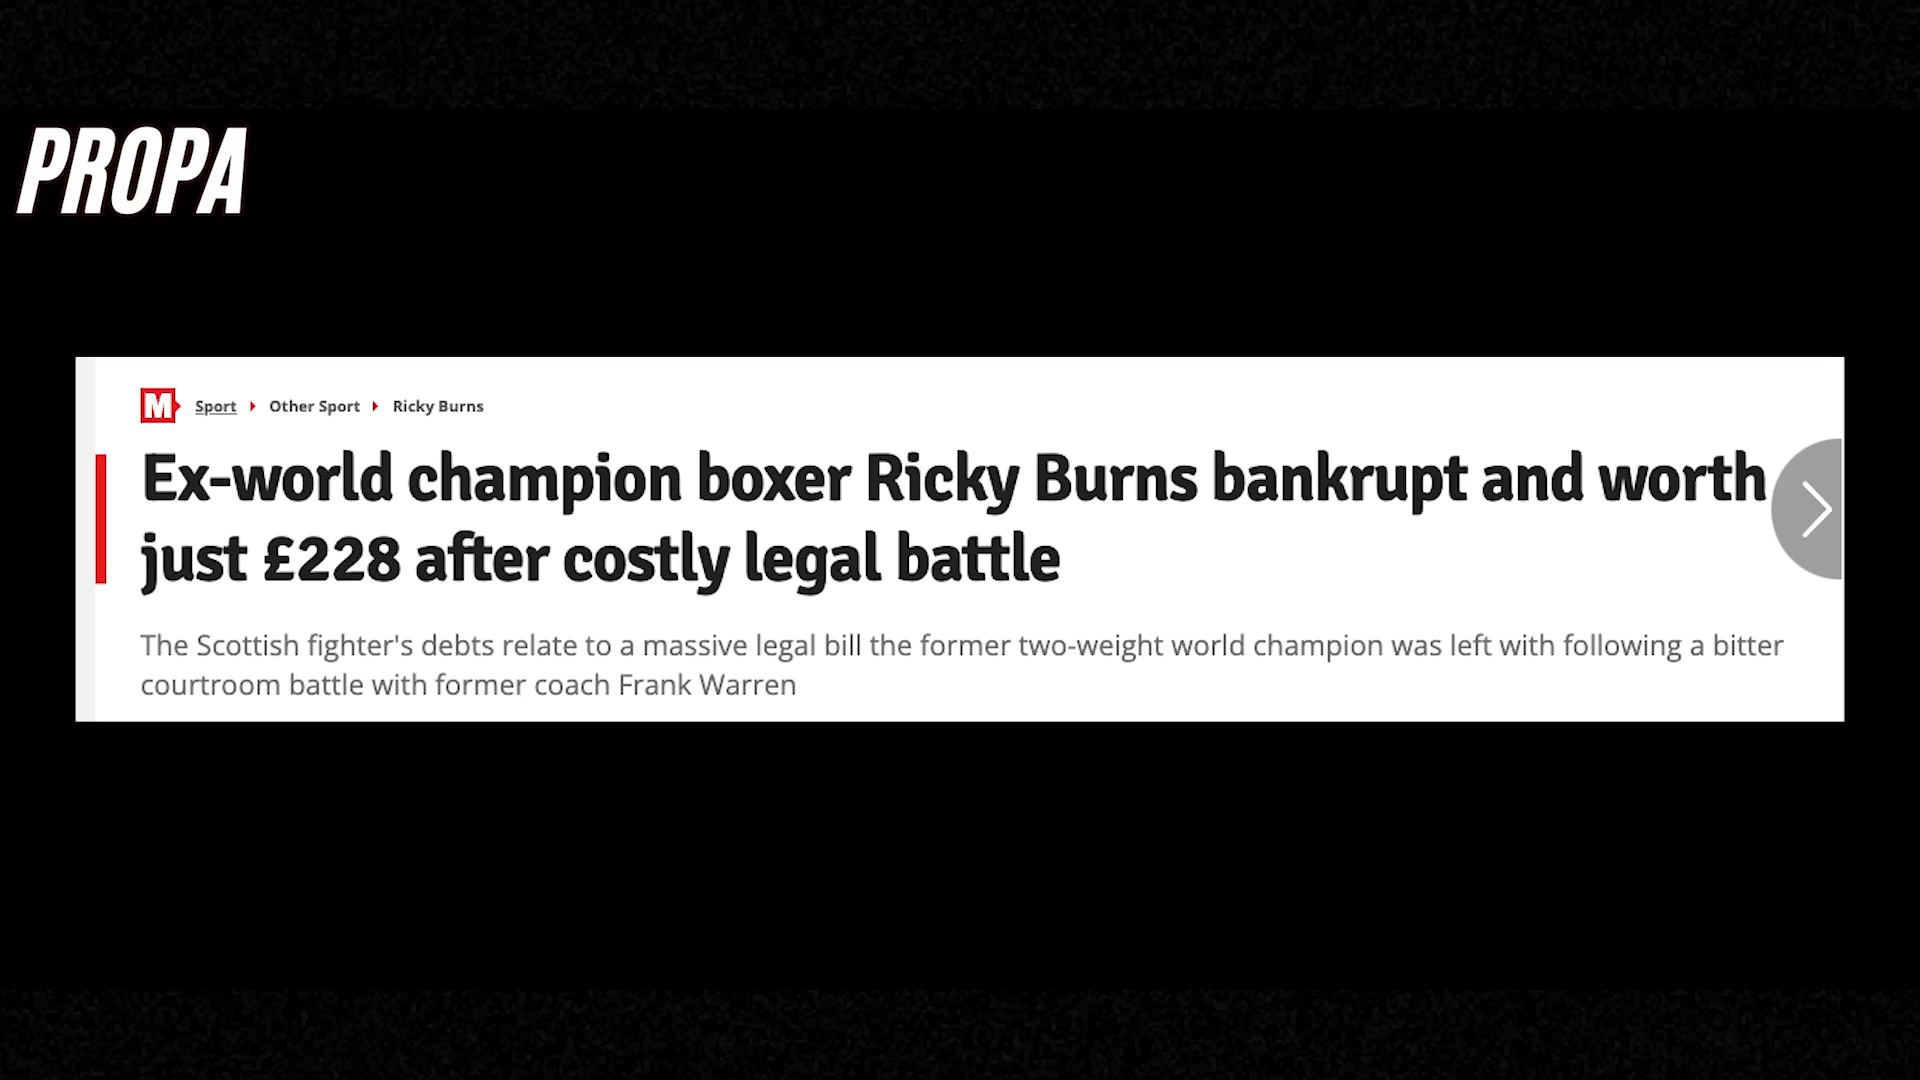 PROPA
M Sport Other Sport Ricky Burns
Ex-world champion boxer Ricky Burns bankrupt and worth
just £228 after costly legal battle
The Scottish fighter's debts relate to a massive legal bill the former two-weight world champion was left with following a bitter
courtroom battle with former coach Frank Warren